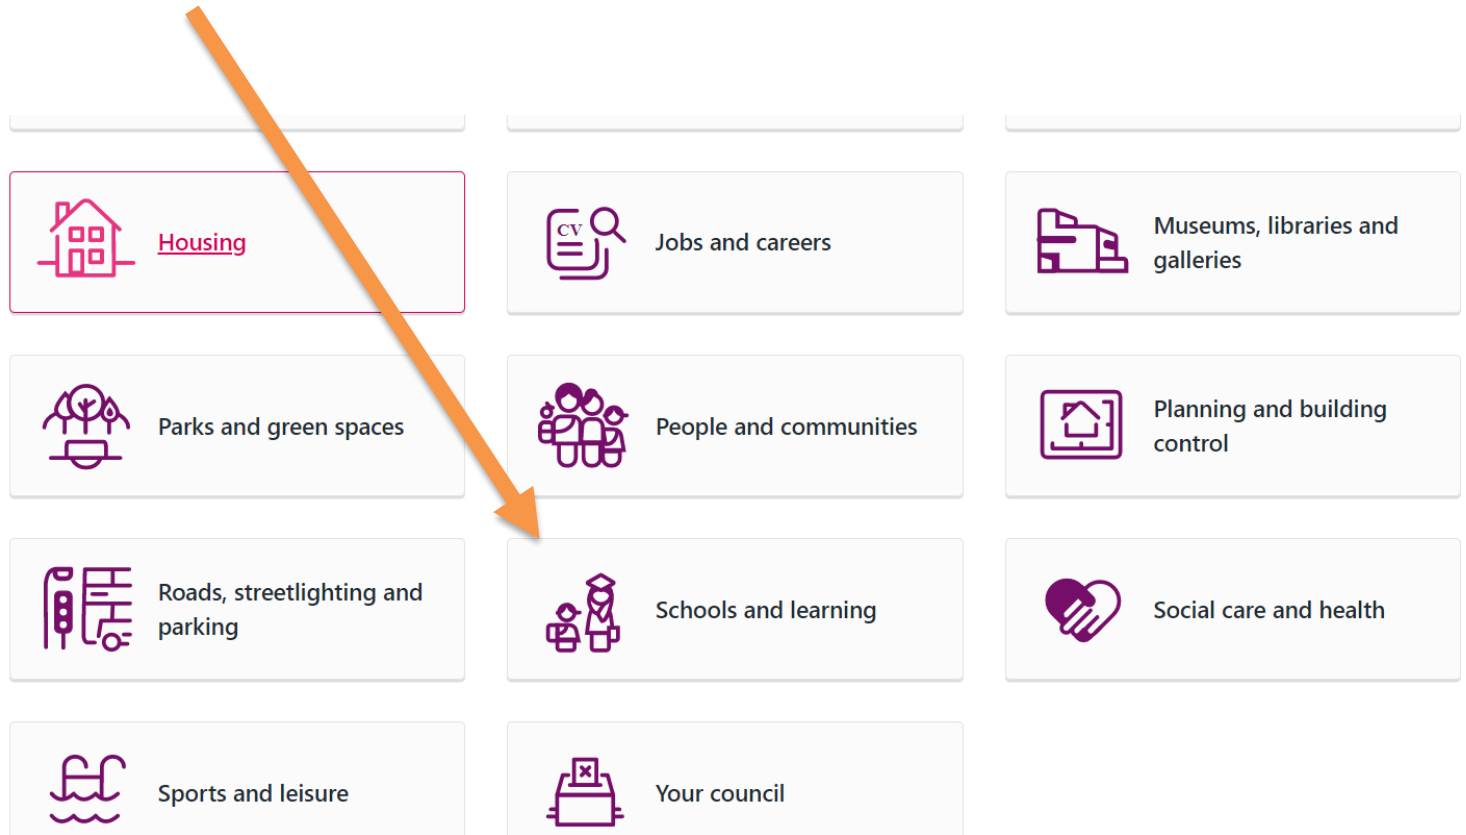 Housing
CV
Jobs and careers
Museums, libraries and
galleries
Parks and green spaces
People and communities
Planning and building
control
Roads, streetlighting and
parking
Schools and learning
Social care and health
Sports and leisure
Your council